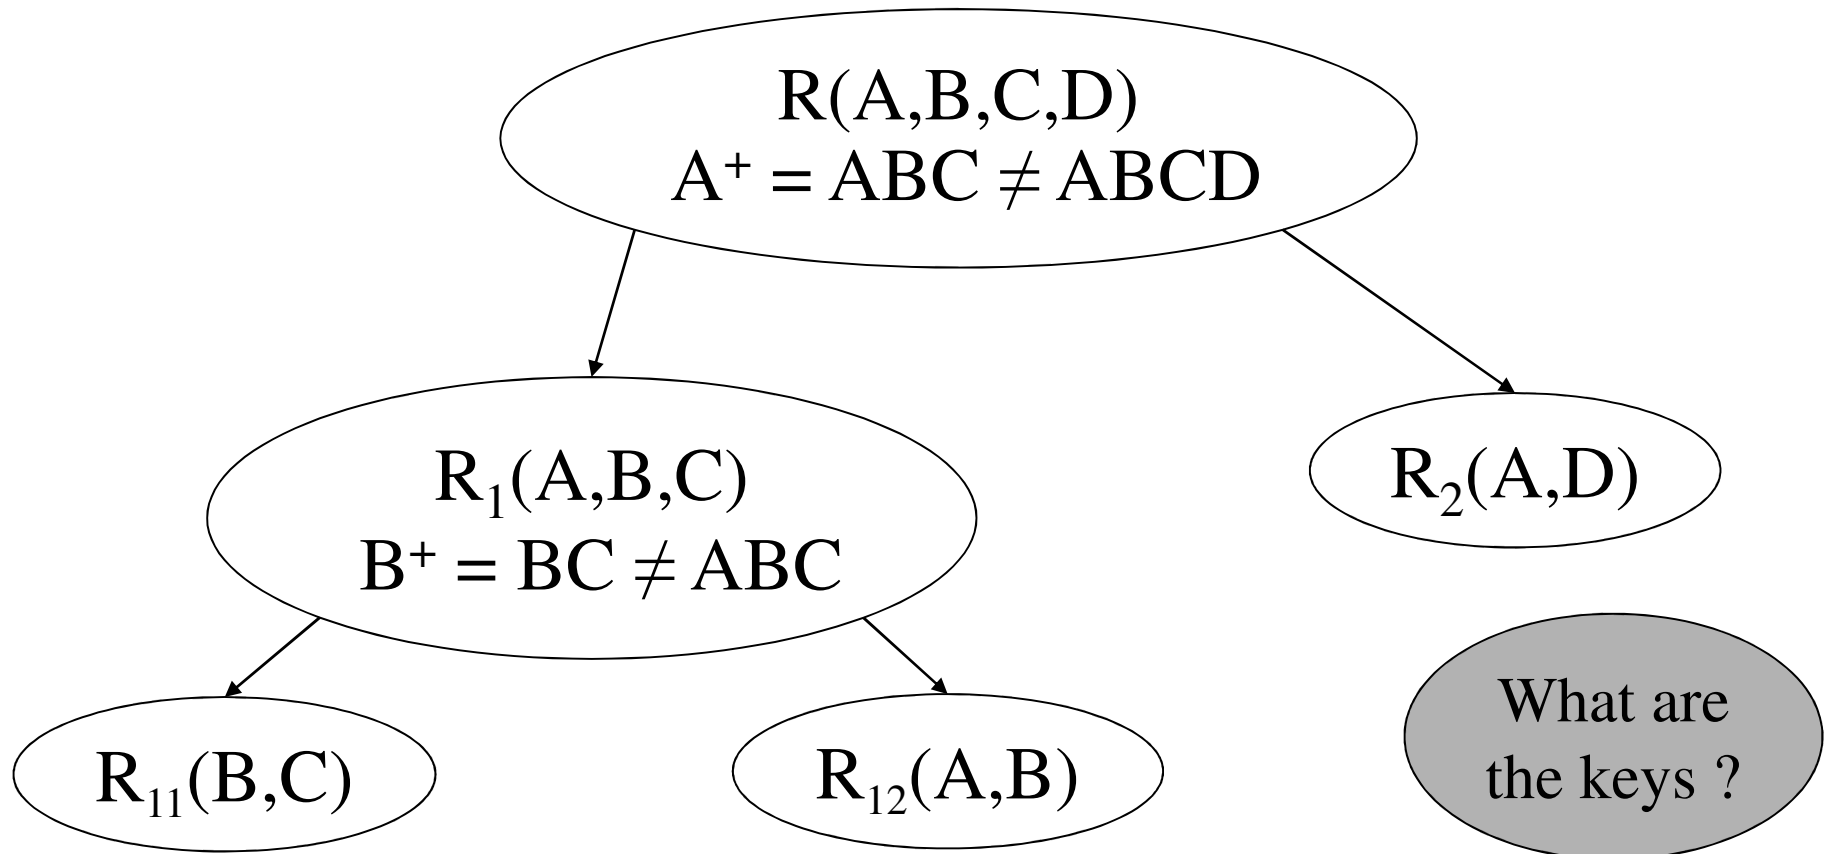 R(A,B,C,D)
A⁺ = ABC ≠ ABCD
R₁(A,B,C)
B⁺ = BC ≠ ABC
R₂(A,D)
R₁₁(B,C)
R₁₂(A,B)
What are
the keys ?